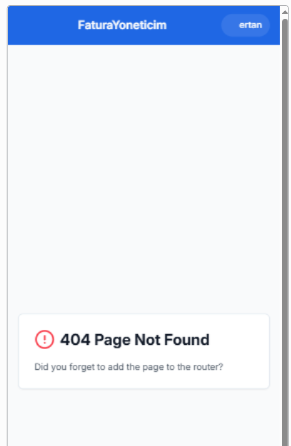 FaturaYoneticim
ertan
404 Page Not Found
Did you forget to add the page to the router?